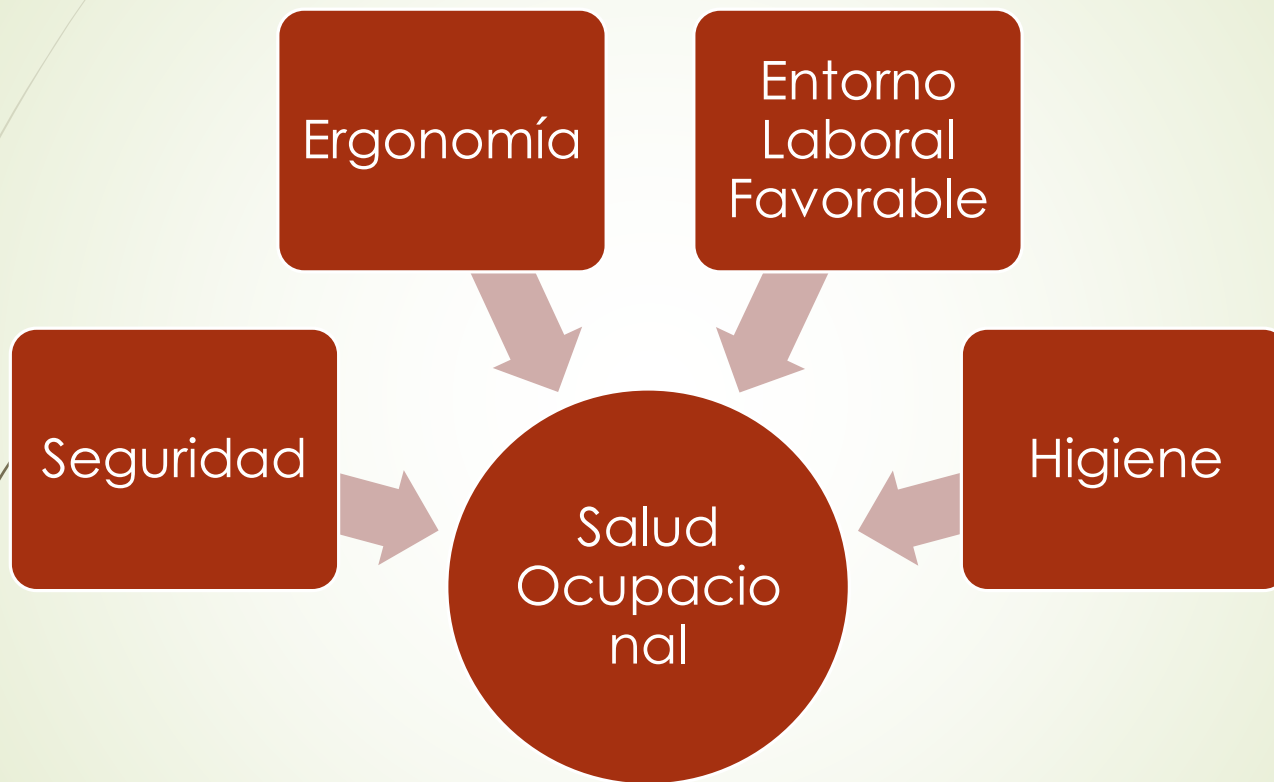 Ergonomía
Entorno
Laboral
Favorable
Seguridad
Higiene
Salud
Ocupacio
nal